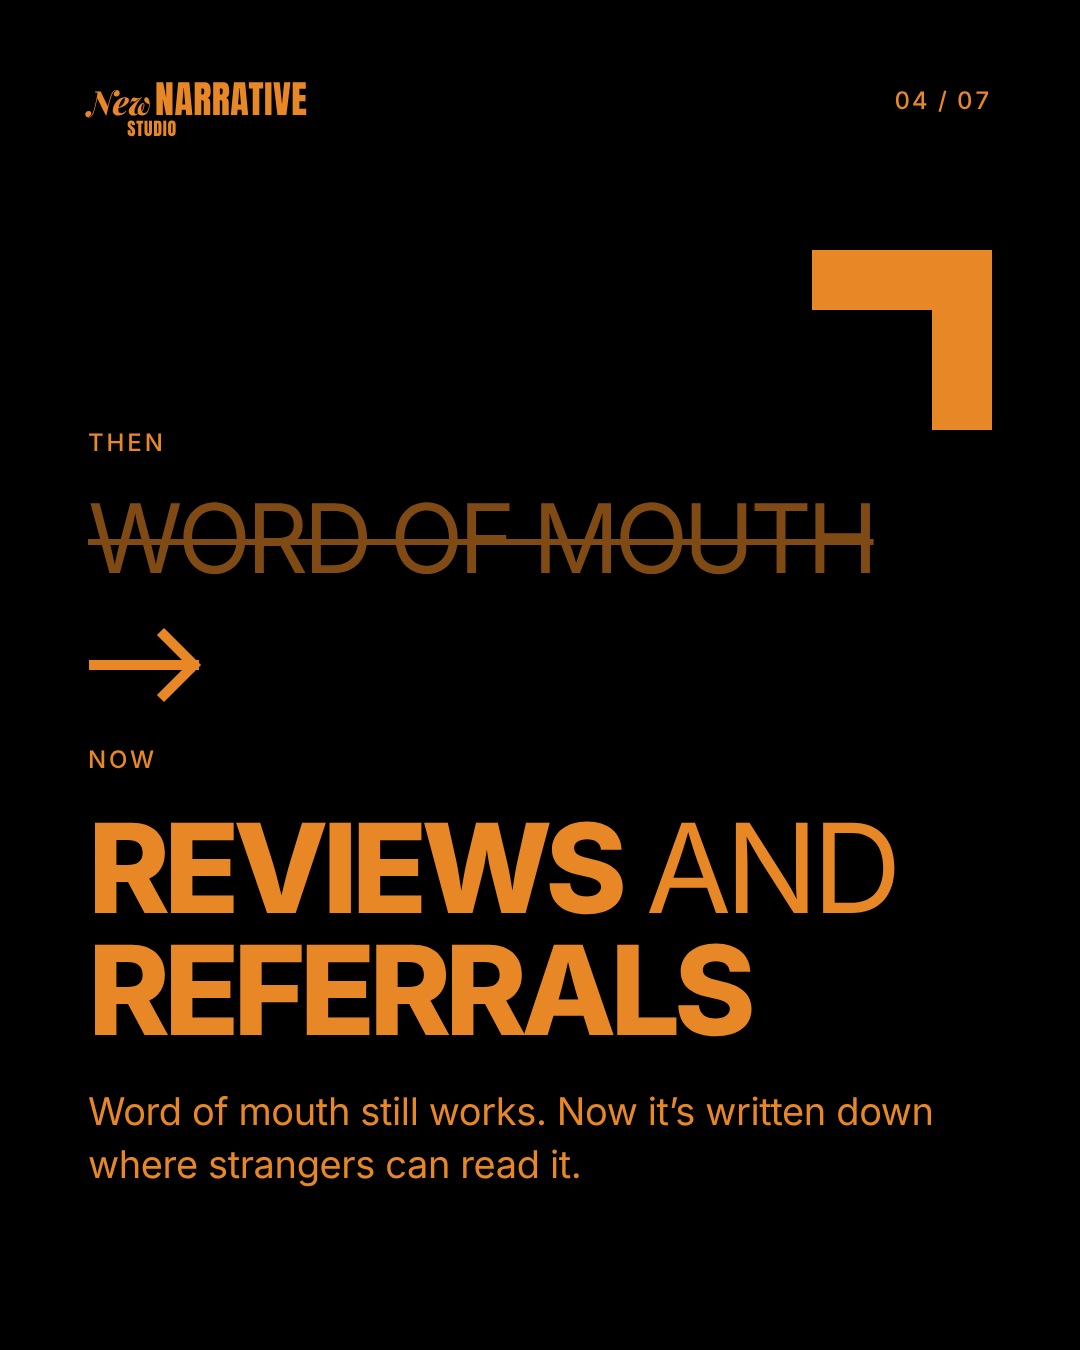 New NARRATIVE
STUDIO
04 / 07
THEN
WORD OF MOUTH
NOW
REVIEWS AND
REFERRALS
Word of mouth still works. Now it’s written down
where strangers can read it.